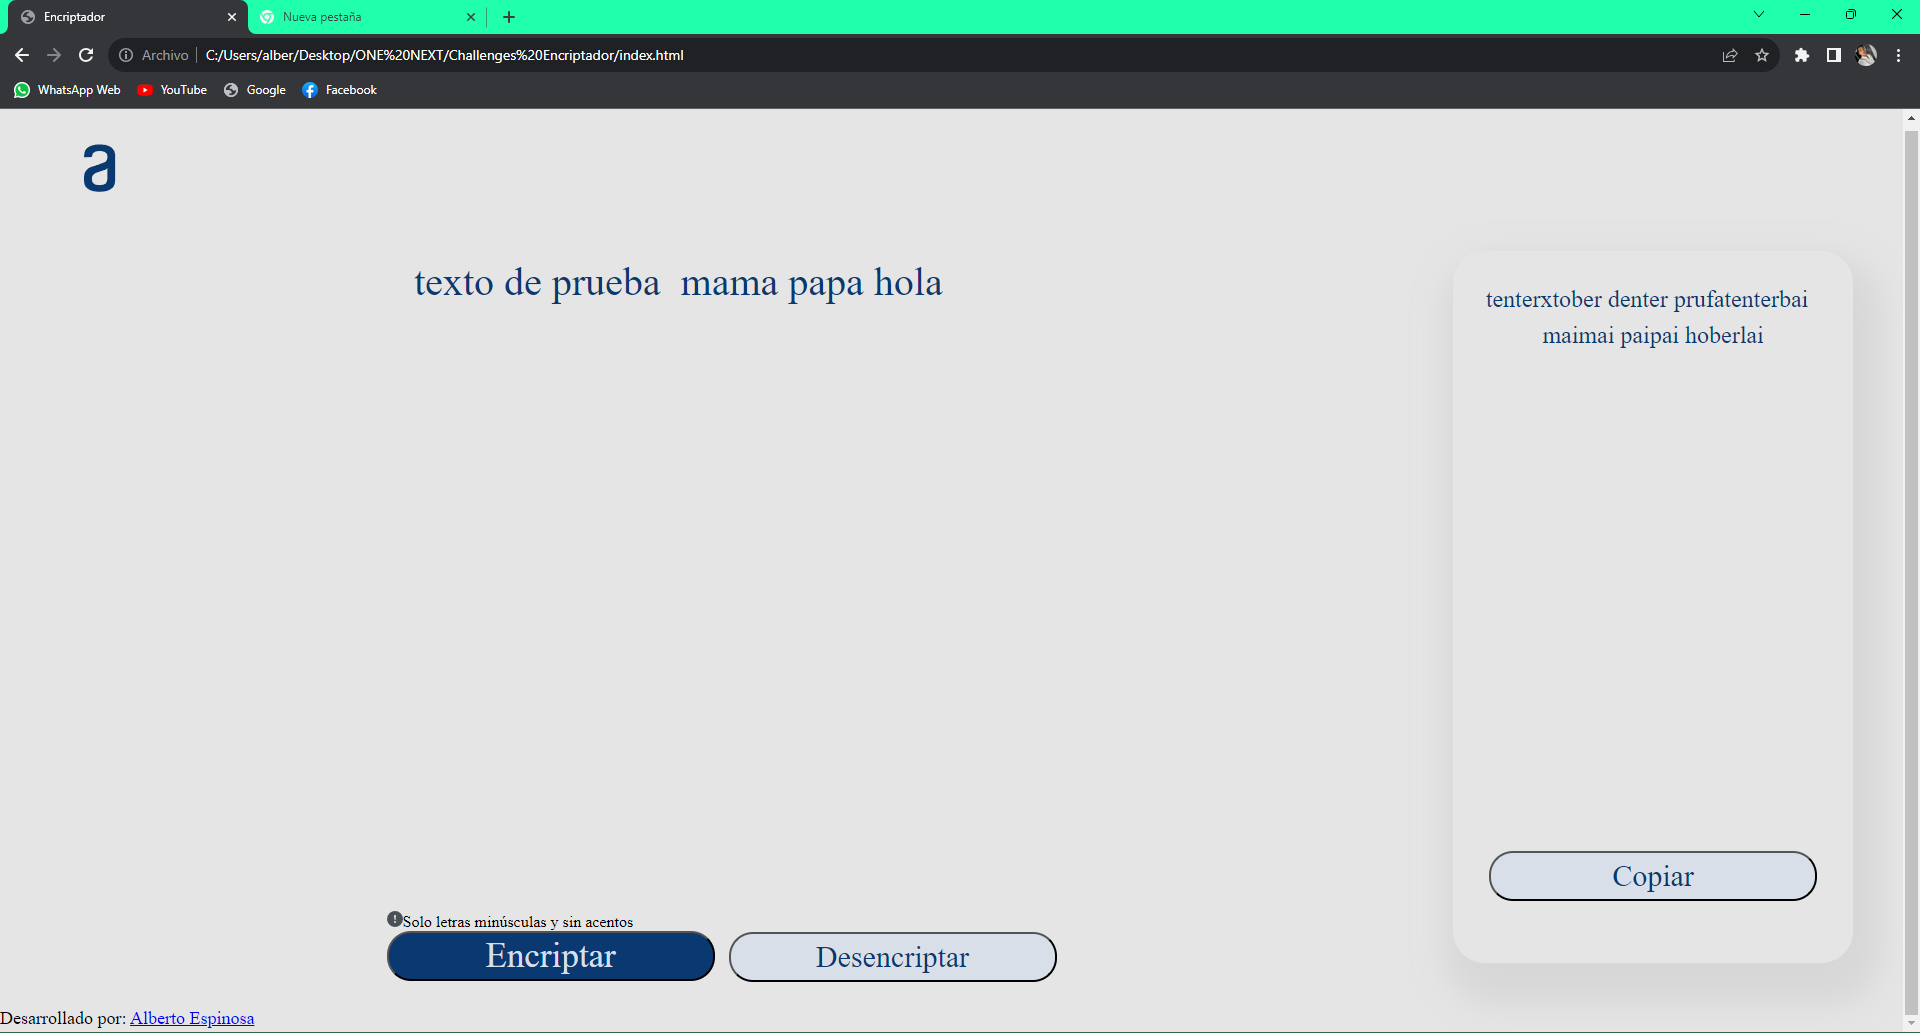 Encriptador
Nueva pestaña
Archivo
C:/Users/alber/Desktop/ONE%20NEXT/Challenges%20Encriptador/index.html
WhatsApp Web
YouTube
Google
Facebook
a
texto de prueba  mama papa hola
tenterxtober denter prufatenterbai
maimai paipai hoberlai
Copiar
Solo letras minúsculas y sin acentos
Encriptar
Desencriptar
Desarrollado por: Alberto Espinosa